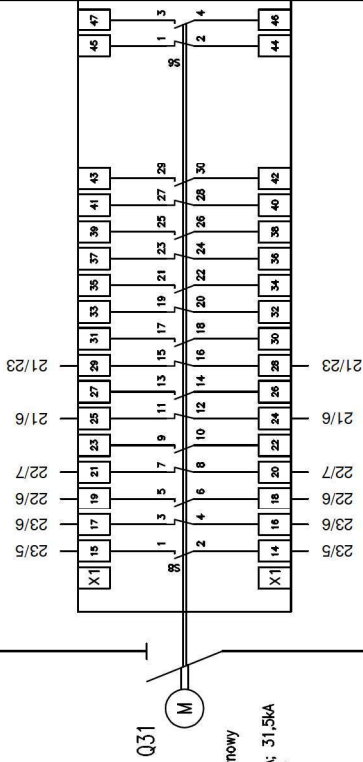 23/5 23/6 22/6 22/7 21/6 21/23
X1 15 17 19 21 23 25 27 29 31 33 35 37 39 41 43 45 47
1 3 5 7 9 11 13 15 17 19 21 23 25 27 29 1 3
Q31
M
S8 S6
2 4 6 8 10 12 14 16 18 20 22 24 26 28 30 2 4
31,5kA
X1 14 16 18 20 22 24 26 28 30 32 34 36 38 40 42 44 46
23/5 23/6 22/6 22/7 21/6 21/23